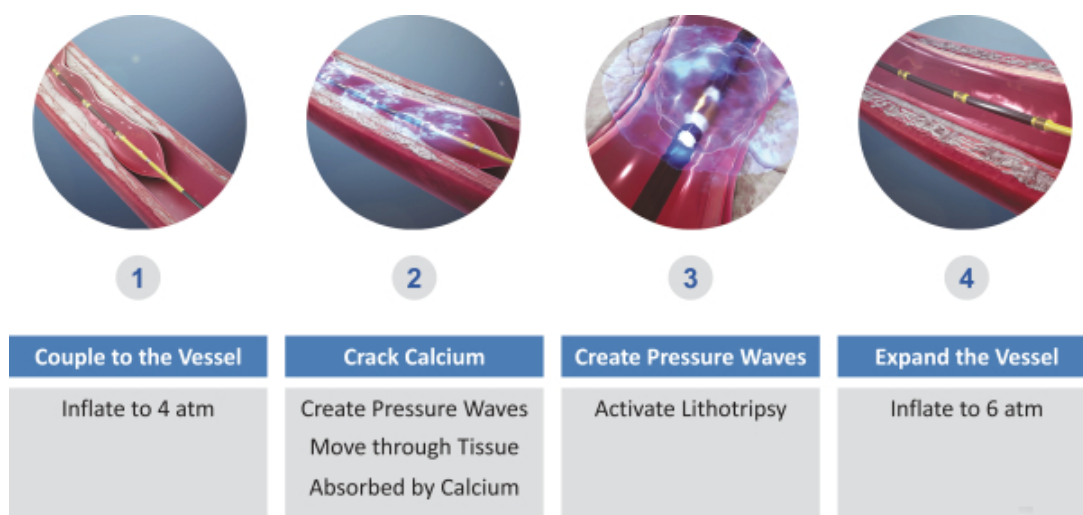 1
2
3
4
Couple to the Vessel
Inflate to 4 atm
Crack Calcium
Create Pressure Waves
Move through Tissue
Absorbed by Calcium
Create Pressure Waves
Activate Lithotripsy
Expand the Vessel
Inflate to 6 atm